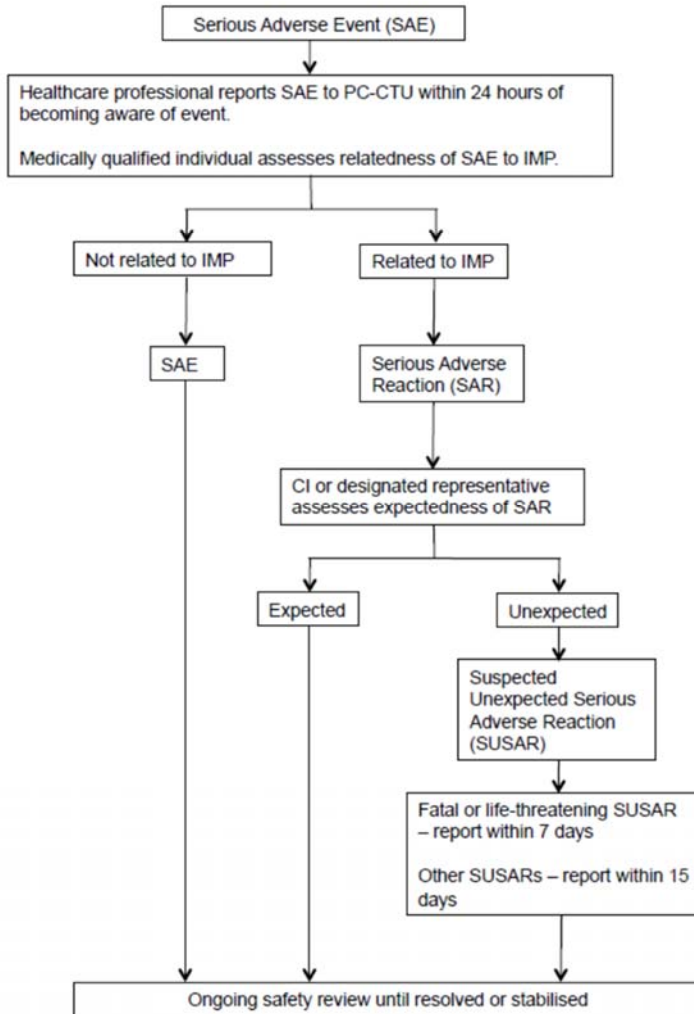 Serious Adverse Event (SAE)
Healthcare professional reports SAE to PC-CTU within 24 hours of
becoming aware of event.
Medically qualified individual assesses relatedness of SAE to IMP.
Not related to IMP
Related to IMP
SAE
Serious Adverse
Reaction (SAR)
CI or designated representative
assesses expectedness of SAR
Expected
Unexpected
Suspected
Unexpected Serious
Adverse Reaction
(SUSAR)
Fatal or life-threatening SUSAR
– report within 7 days
Other SUSARs – report within 15
days
Ongoing safety review until resolved or stabilised